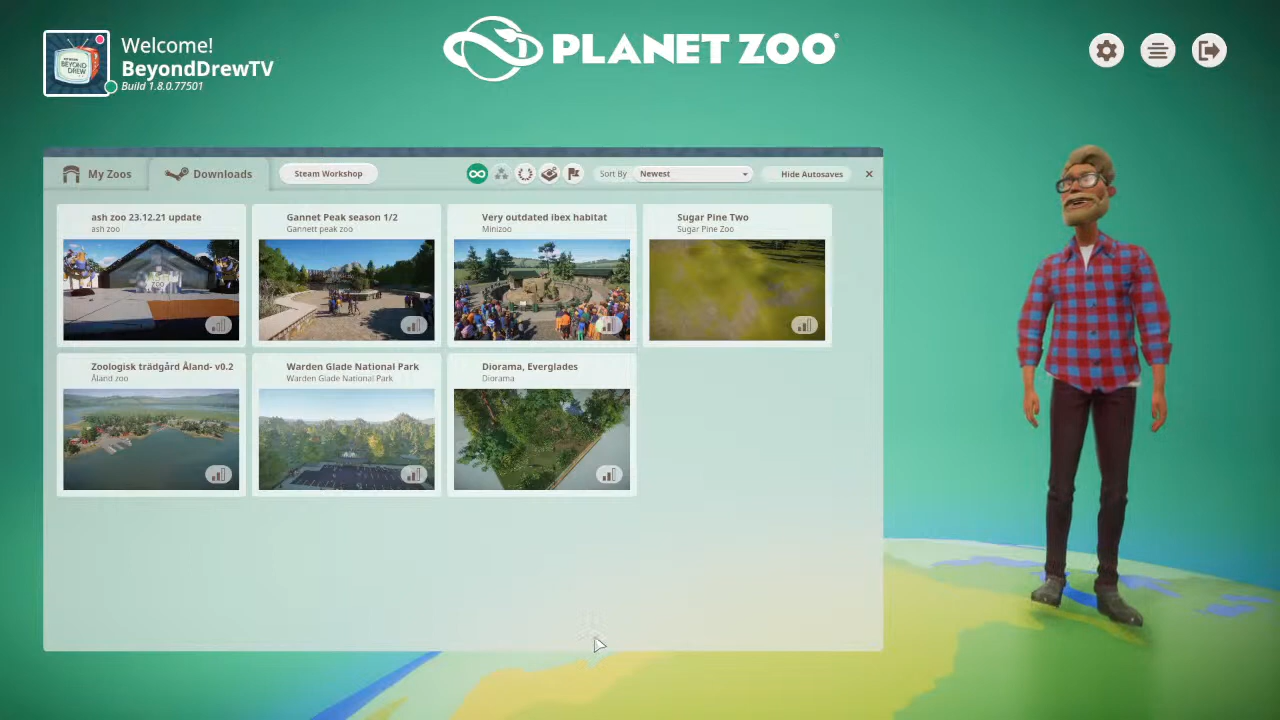 Welcome!
BeyondDrewTV
Build 1.8.0.77501
PLANET ZOO
My Zoos
Downloads
Steam Workshop
Sort By
Newest
Hide Autosaves
ash zoo 23.12.21 update
ash zoo
Gannet Peak season 1/2
Gannett peak zoo
Very outdated ibex habitat
Minizoo
Sugar Pine Two
Sugar Pine Zoo
Zoologisk trädgård Åland- v0.2
Åland zoo
Warden Glade National Park
Warden Glade National Park
Diorama, Everglades
Diorama